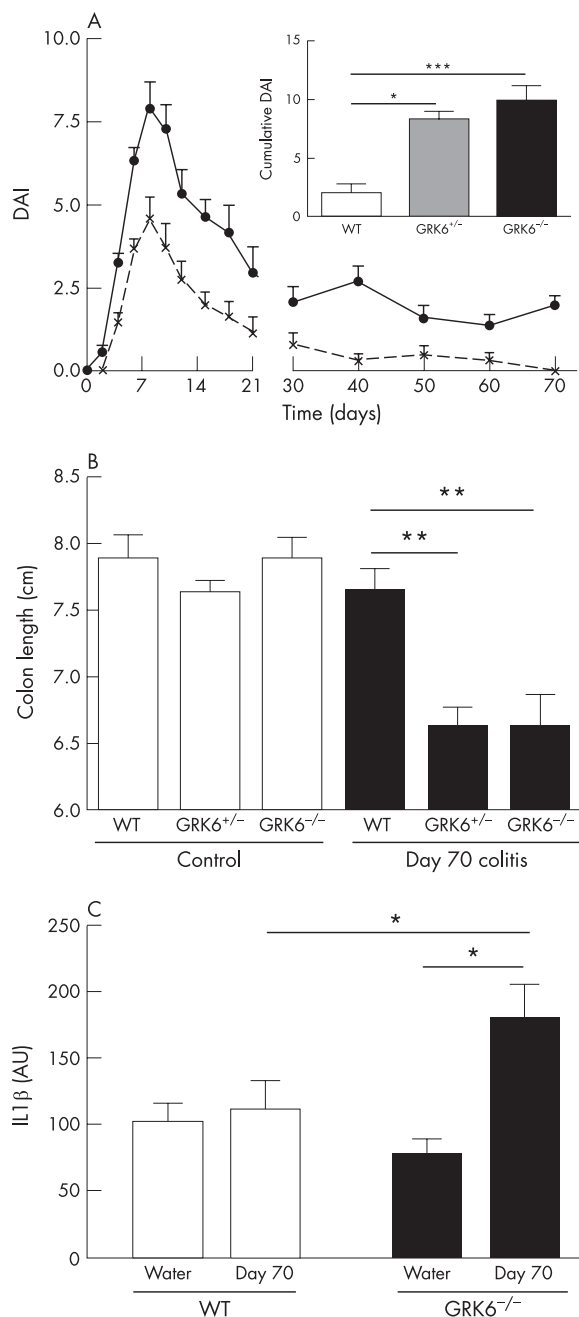 A
10.0
7.5
5.0
2.5
0.0
DAI
0
7
14
21
30
40
50
60
70
Time (days)
15
10
5
0
Cumulative DAI
***
*
WT
GRK6+/−
GRK6−/−
B
8.5
8.0
7.5
7.0
6.5
6.0
Colon length (cm)
**
**
WT
GRK6+/−
GRK6−/−
WT
GRK6+/−
GRK6−/−
Control
Day 70 colitis
C
250
200
150
100
50
0
IL1β (AU)
*
*
Water
Day 70
Water
Day 70
WT
GRK6−/−